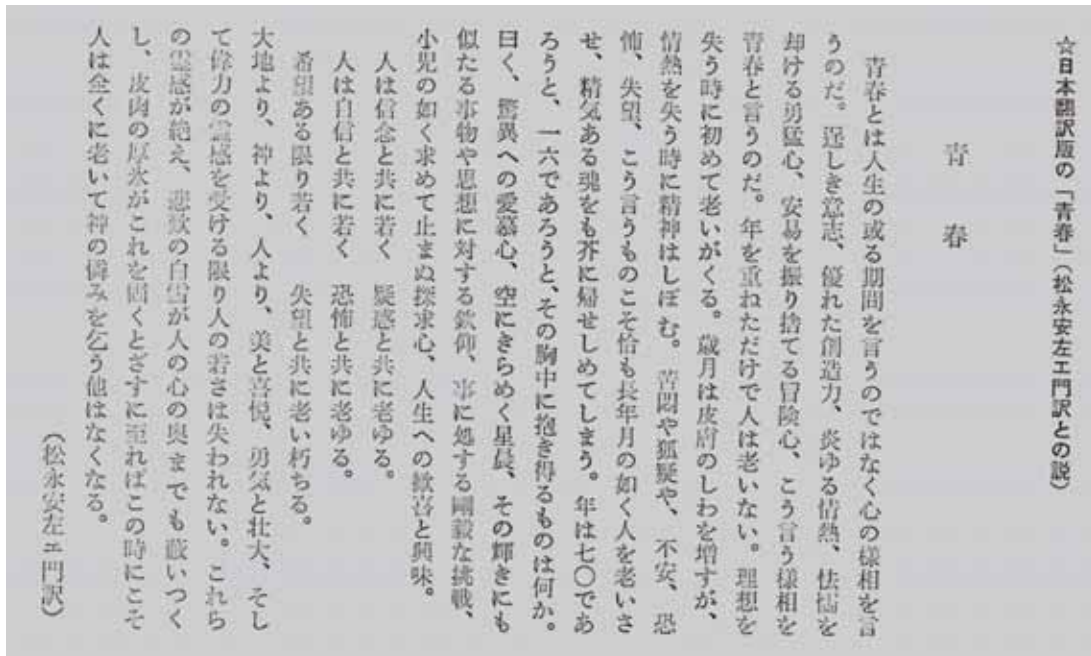 ☆日本翻訳版の「青春」(松永安左エ門訳との説)
青春
青春とは人生の或る期間を言うのではなく心の様相を言
うのだ。逞しき意志、優れた創造力、炎ゆる情熱、怯懦を
却ける勇猛心、安易を振り捨てる冒険心、こう言う様相を
青春と言うのだ。年を重ねただけで人は老いない。理想を
失う時に初めて老いがくる。歳月は皮膚のしわを増すが、
情熱を失う時に精神はしぼむ。苦悶や狐疑や、不安、恐
怖、失望、こう言うものこそ恰も長年月の如く人を老いさ
せ、精気ある魂をも芥に帰せしめてしまう。年は七〇であ
ろうと、一六であろうと、その胸中に抱き得るものは何か。
曰く、驚異への愛慕心、空にきらめく星晨、その輝きにも
似たる事物や思想に対する欽仰、事に処する剛毅な挑戦、
小児の如く求めて止まぬ探求心、人生への歓喜と興味。
人は信念と共に若く 疑惑と共に老ゆる。
人は自信と共に若く 恐怖と共に老ゆる。
希望ある限り若く 失望と共に老い朽ちる。
大地より、神より、人より、美と喜悦、勇気と壮大、そし
て偉力の霊感を受ける限り人の若さは失われない。これら
の霊感が絶え、悲歎の白雪が人の心の奥までも蔽いつく
し、皮肉の厚氷がこれを固くとざすに至ればこの時にこそ
人は全くに老いて神の憐みを乞う他はなくなる。
(松永安左エ門訳)